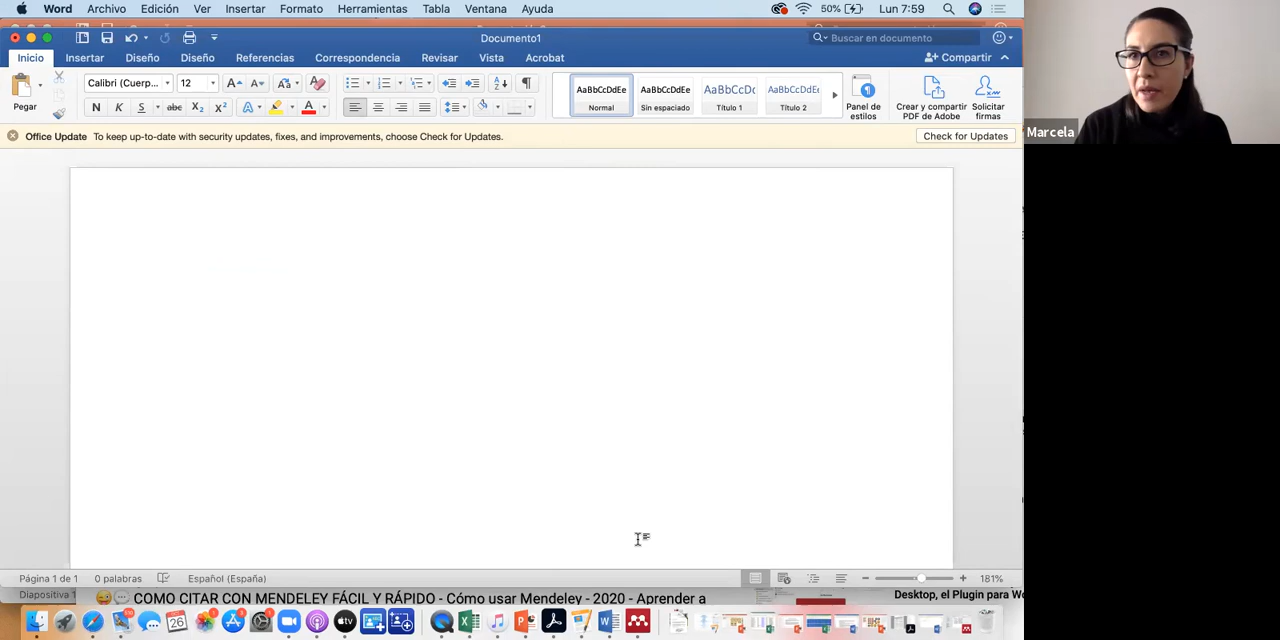 Word Archivo Edición Ver Insertar Formato Herramientas Tabla Ventana Ayuda 50% Lun 7:59
Documento1 Buscar en documento
Inicio Insertar Diseño Diseño Referencias Correspondencia Revisar Vista Acrobat Compartir
Pegar Calibri (Cuerp... 12 AaBbCcDdEe AaBbCcDdEe AaBbCcDc AaBbCcDdEe
Normal Sin espaciado Título 1 Título 2
Panel de estilos
Crear y compartir PDF de Adobe
Solicitar firmas
N K S abc X₂ X² A A
Office Update To keep up-to-date with security updates, fixes, and improvements, choose Check for Updates. Check for Updates
Marcela
Página 1 de 1 0 palabras Español (España) 181%
Diapositiva 1 COMO CITAR CON MENDELEY FÁCIL Y RÁPIDO - Cómo usar Mendeley - 2020 - Aprender a Desktop, el Plugin para Wo
26